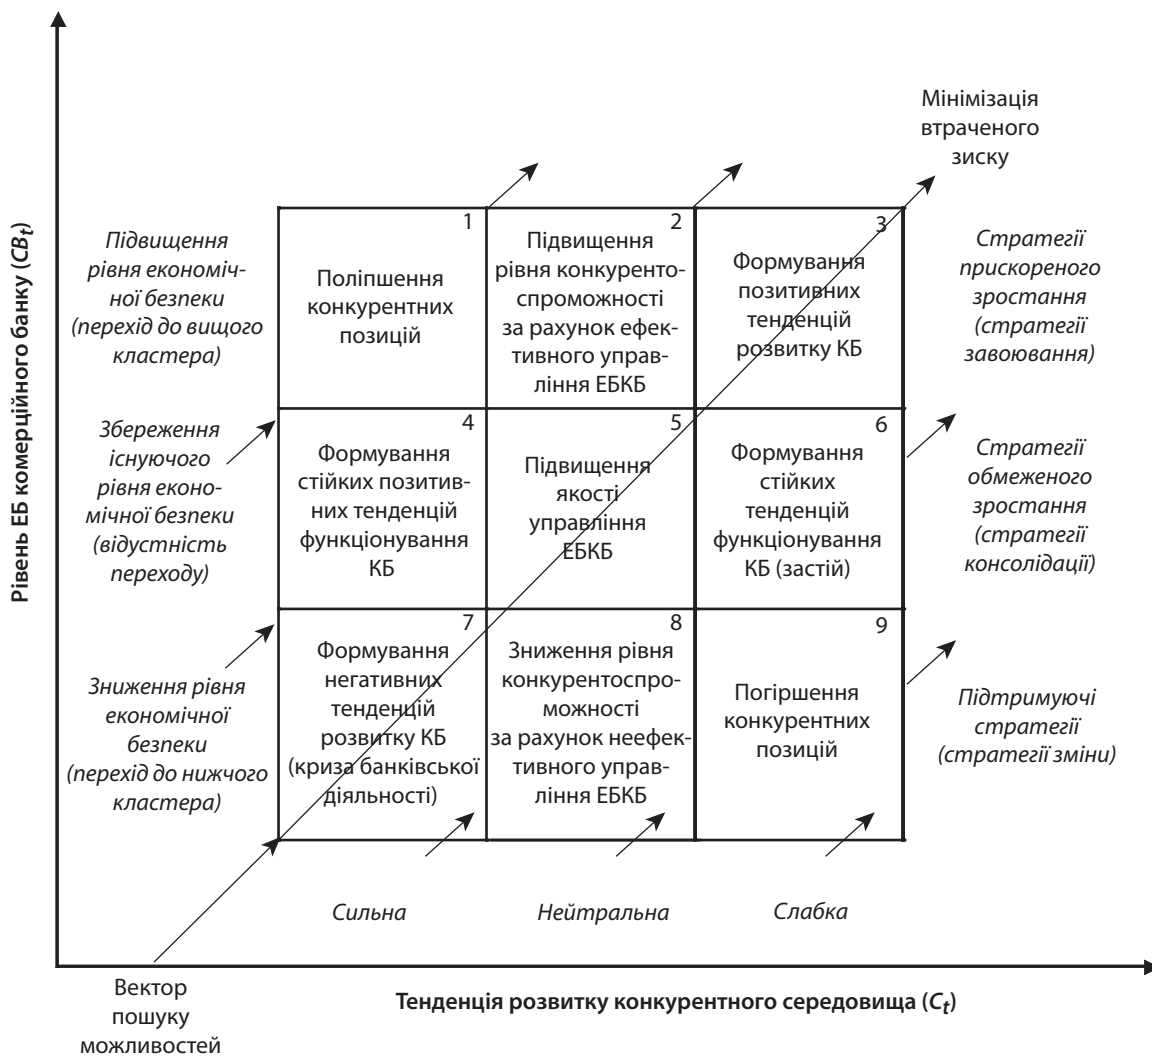 Рівень ЕБ комерційного банку (CBt)
Мінімізація
втраченого
зиску
Підвищення
рівня економіч-
ної безпеки
(перехід до вищого
кластера)
1
Поліпшення
конкурентних
позицій
2
Підвищення
рівня конкуренто-
спроможності
за рахунок ефек-
тивного управ-
ління ЕБКБ
3
Формування
позитивних
тенденцій
розвитку КБ
Стратегії
прискореного
зростання
(стратегії
завоювання)
Збереження
існуючого
рівня еконо-
мічної безпеки
(відустність
переходу)
4
Формування
стійких позитив-
них тенденцій
функціонування
КБ
5
Підвищення
якості
управління
ЕБКБ
6
Формування
стійких
тенденцій
функціонування
КБ (застій)
Стратегії
обмеженого
зростання
(стратегії
консолідації)
Зниження рівня
економічної
безпеки
(перехід до нижчого
кластера)
7
Формування
негативних
тенденцій
розвитку КБ
(криза банківської
діяльності)
8
Зниження рівня
конкурентоспро-
можності
за рахунок неефек-
тивного управ-
ління ЕБКБ
9
Погіршення
конкурентних
позицій
Підтримуючі
стратегії
(стратегії зміни)
Сильна
Нейтральна
Слабка
Вектор
пошуку
можливостей
Тенденція розвитку конкурентного середовища (Ct)